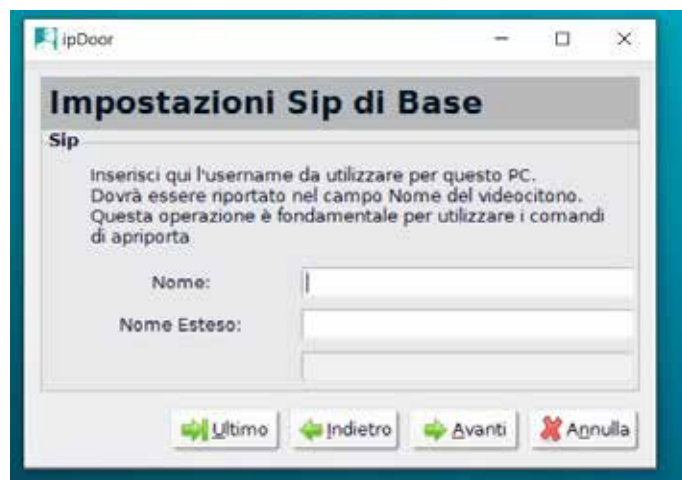 ipDoor
Impostazioni Sip di Base
Sip
Inserisci qui l'username da utilizzare per questo PC.
Dovrà essere riportato nel campo Nome del videocitono.
Questa operazione è fondamentale per utilizzare i comandi
di apriporta
Nome:
Nome Esteso:
Ultimo
Indietro
Avanti
Annulla